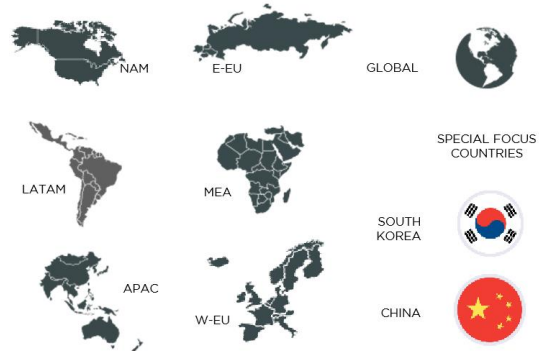 NAM
E-EU
GLOBAL
SPECIAL FOCUS
COUNTRIES
LATAM
MEA
SOUTH
KOREA
APAC
W-EU
CHINA